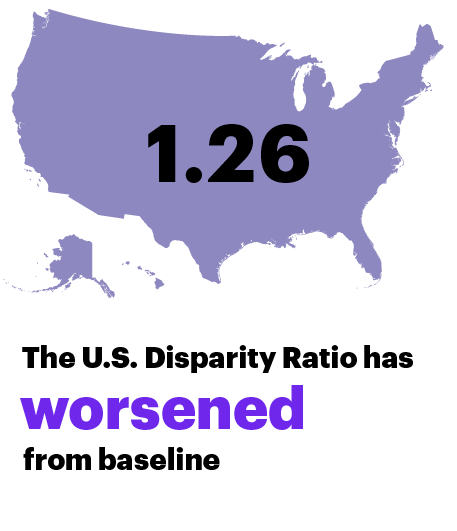 1.26
The U.S. Disparity Ratio has
worsened
from baseline